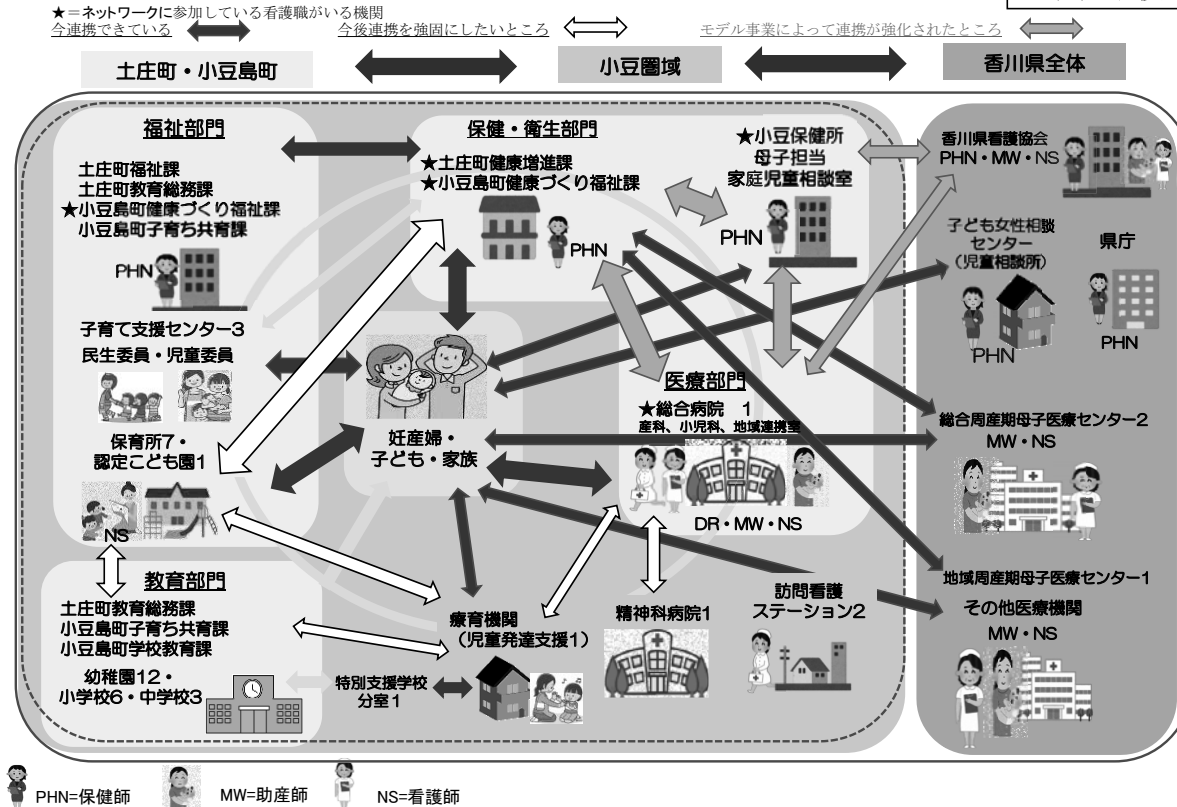 ★=ネットワークに参加している看護職がいる機関
今連携できている
今後連携を強固にしたいところ
モデル事業によって連携が強化されたところ
土庄町・小豆島町
小豆圏域
香川県全体
福祉部門
土庄町福祉課
土庄町教育総務課
★小豆島町健康づくり福祉課
小豆島町子育ち共育課
PHN
子育て支援センター3
民生委員・児童委員
保育所7・
認定こども園1
NS
教育部門
土庄町教育総務課
小豆島町子育ち共育課
小豆島町学校教育課
幼稚園12・
小学校6・中学校3
保健・衛生部門
★土庄町健康増進課
★小豆島町健康づくり福祉課
PHN
妊産婦・
子ども・家族
療育機関
（児童発達支援1）
特別支援学校
分室1
★小豆保健所
母子担当
家庭児童相談室
PHN
医療部門
★総合病院 1
産科、小児科、地域連携室
DR・MW・NS
精神科病院1
訪問看護
ステーション2
香川県看護協会
PHN・MW・NS
子ども女性相談
センター
（児童相談所）
PHN
県庁
PHN
総合周産期母子医療センター2
MW・NS
地域周産期母子医療センター1
その他医療機関
MW・NS
PHN=保健師
MW=助産師
NS=看護師